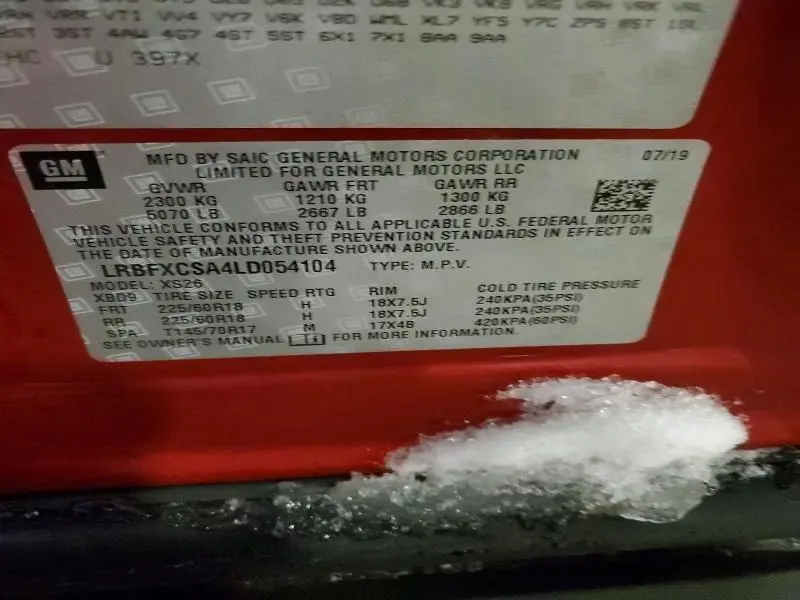 VRR VTI VV4 VY7 V6X V8D WML XL7 YF5 Y7C ZP5 0ST 1SL
2ST 3ST 4AW 4G7 4ST 5ST 6X1 7X1 8AA 9AA
HC U 397X
GM
MFD BY SAIC GENERAL MOTORS CORPORATION 07/19
LIMITED FOR GENERAL MOTORS LLC
GVWR GAWR FRT GAWR RR
2300 KG 1210 KG 1300 KG
5070 LB 2667 LB 2866 LB
THIS VEHICLE CONFORMS TO ALL APPLICABLE U.S. FEDERAL MOTOR
VEHICLE SAFETY AND THEFT PREVENTION STANDARDS IN EFFECT ON
THE DATE OF MANUFACTURE SHOWN ABOVE.
LRBFXCSA4LD054104 TYPE: M.P.V.
MODEL: XS26
XBD9 TIRE SIZE SPEED RTG RIM COLD TIRE PRESSURE
FRT 225/60R18 H 18X7.5J 240KPA(35PSI)
RR 225/60R18 H 18X7.5J 240KPA(35PSI)
SPA T145/70R17 M 17X4B 420KPA(60PSI)
SEE OWNER'S MANUAL FOR MORE INFORMATION.